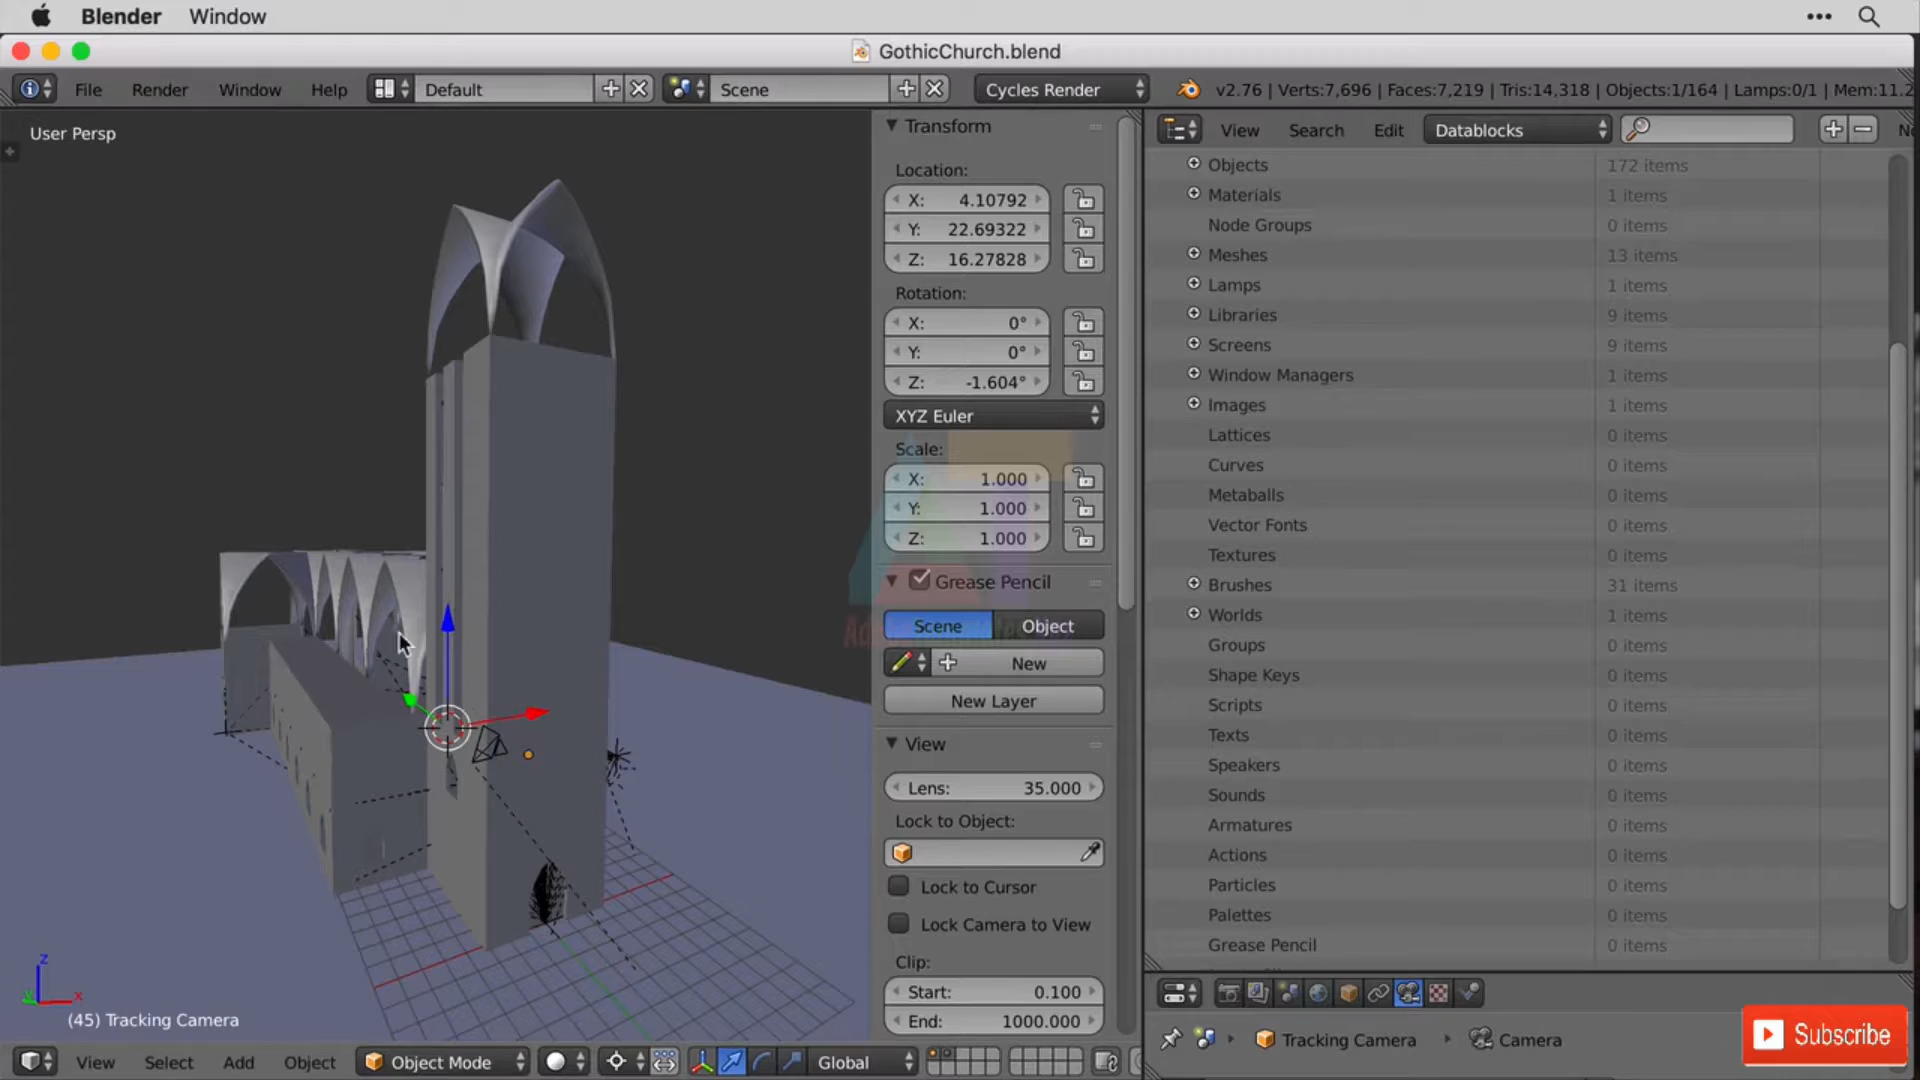 Blender Window
GothicChurch.blend
File Render Window Help Default Scene Cycles Render v2.76 | Verts:7,696 | Faces:7,219 | Tris:14,318 | Objects:1/164 | Lamps:0/1 | Mem:11.2
User Persp
Transform
Location:
X: 4.10792
Y: 22.69322
Z: 16.27828
Rotation:
X: 0°
Y: 0°
Z: -1.604°
XYZ Euler
Scale:
X: 1.000
Y: 1.000
Z: 1.000
Grease Pencil
Scene Object
New
New Layer
View
Lens: 35.000
Lock to Object:
Lock to Cursor
Lock Camera to View
Clip:
Start: 0.100
End: 1000.000
View Search Edit Datablocks
Objects 172 items
Materials 1 items
Node Groups 0 items
Meshes 13 items
Lamps 1 items
Libraries 9 items
Screens 9 items
Window Managers 1 items
Images 1 items
Lattices 0 items
Curves 0 items
Metaballs 0 items
Vector Fonts 0 items
Textures 0 items
Brushes 31 items
Worlds 1 items
Groups 0 items
Shape Keys 0 items
Scripts 0 items
Texts 0 items
Speakers 0 items
Sounds 0 items
Armatures 0 items
Actions 0 items
Particles 0 items
Palettes 0 items
Grease Pencil 0 items
z
x
(45) Tracking Camera
View Select Add Object Object Mode Global
Tracking Camera Camera
Subscribe